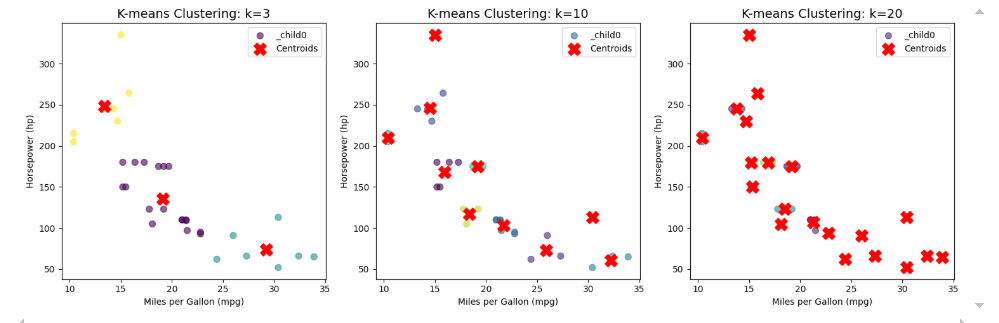 K-means Clustering: k=3
_child0
Centroids
300
250
200
150
100
50
Horsepower (hp)
10 15 20 25 30 35
Miles per Gallon (mpg)
K-means Clustering: k=10
_child0
Centroids
300
250
200
150
100
50
Horsepower (hp)
10 15 20 25 30 35
Miles per Gallon (mpg)
K-means Clustering: k=20
_child0
Centroids
300
250
200
150
100
50
Horsepower (hp)
10 15 20 25 30 35
Miles per Gallon (mpg)